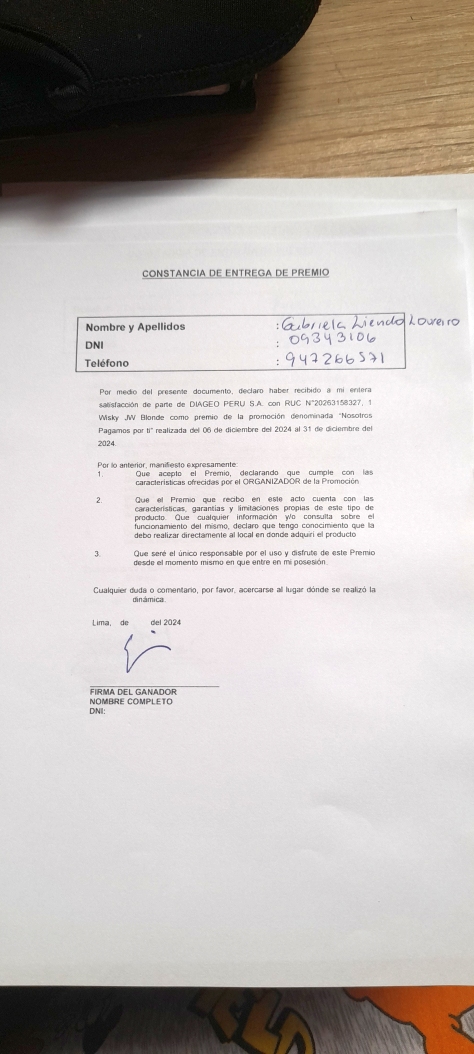 CONSTANCIA DE ENTREGA DE PREMIO
Nombre y Apellidos : Gabriela Liendo Loureiro
DNI : 09343106
Teléfono : 947266571
Por medio del presente documento, declaro haber recibido a mi entera
satisfacción de parte de DIAGEO PERU S.A. con RUC N°20263158327, 1
Wisky JW Blonde como premio de la promoción denominada "Nosotros
Pagamos por ti" realizada del 06 de diciembre del 2024 al 31 de diciembre del
2024.
Por lo anterior, manifiesto expresamente:
1. Que acepto el Premio, declarando que cumple con las
características ofrecidas por el ORGANIZADOR de la Promoción.
2. Que el Premio que recibo en este acto cuenta con las
características, garantías y limitaciones propias de este tipo de
producto. Que cualquier información y/o consulta sobre el
funcionamiento del mismo, declaro que tengo conocimiento que la
debo realizar directamente al local en donde adquirí el producto
3. Que seré el único responsable por el uso y disfrute de este Premio
desde el momento mismo en que entre en mi posesión.
Cualquier duda o comentario, por favor, acercarse al lugar dónde se realizó la
dinámica.
Lima, de del 2024
FIRMA DEL GANADOR
NOMBRE COMPLETO
DNI: